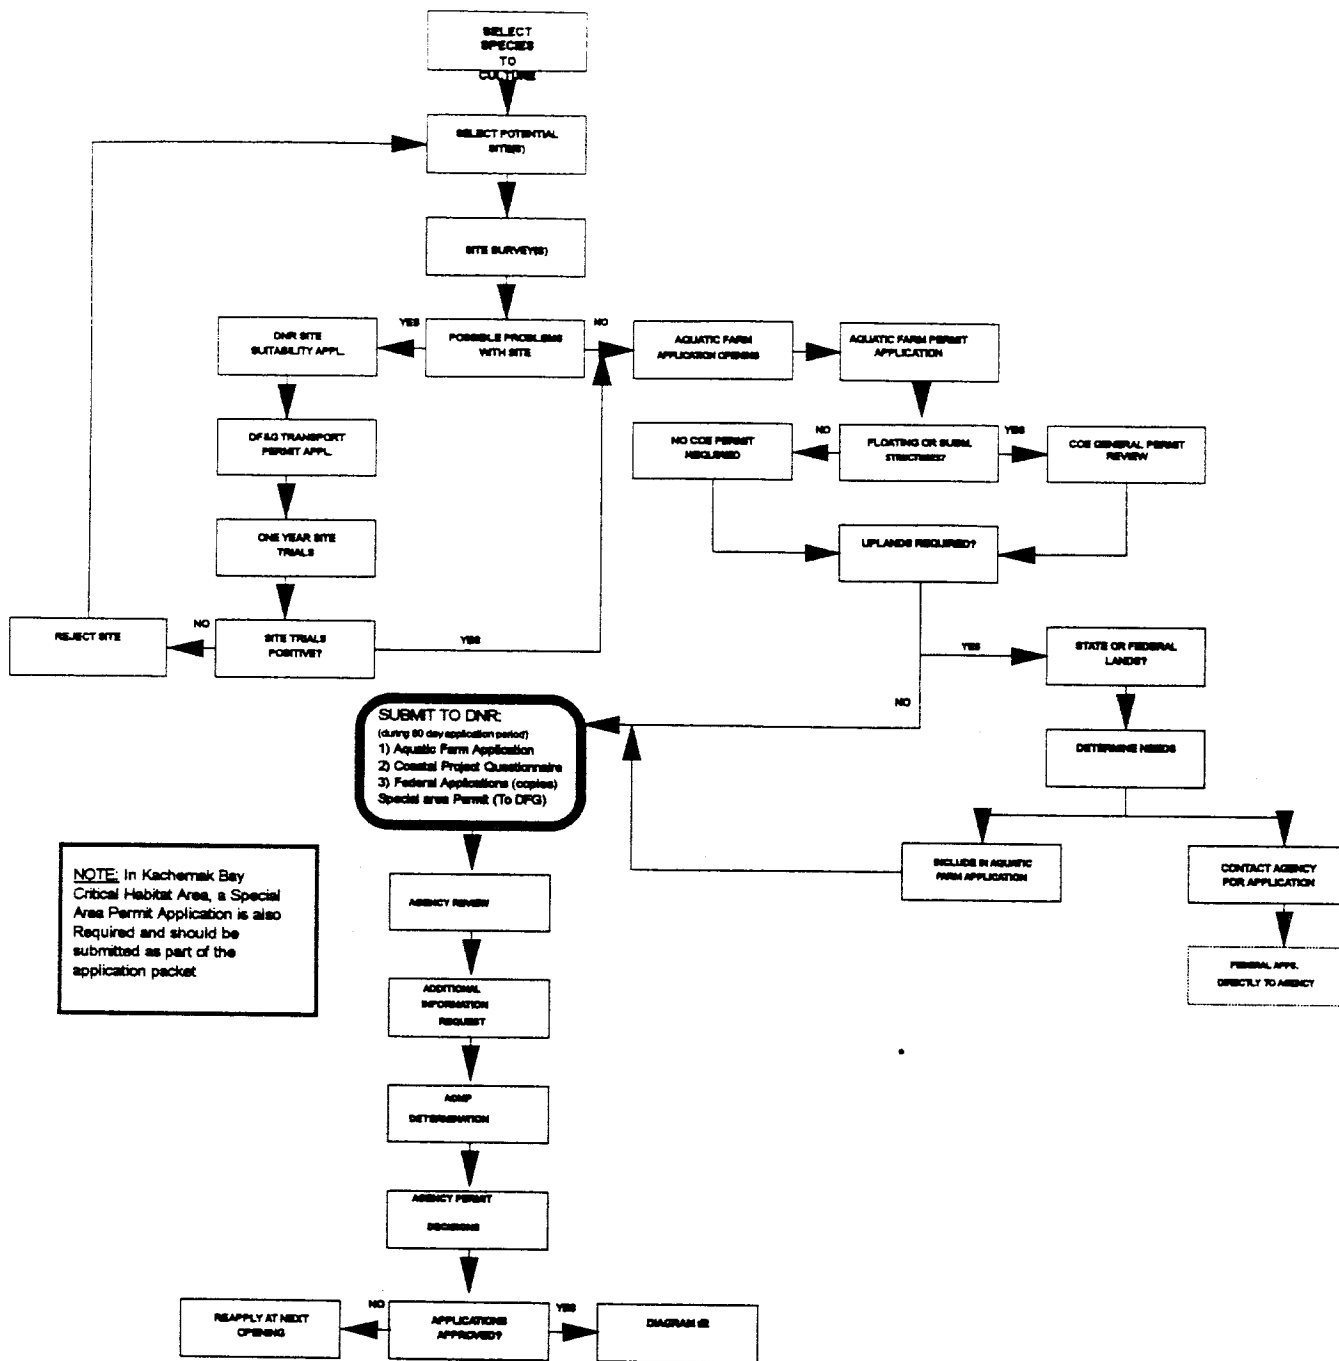 SELECT
SPECIES
TO
CULTURE
SELECT POTENTIAL
SITE(S)
SITE SURVEY(S)
YES
POSSIBLE PROBLEMS
WITH SITE
NO
DNR SITE
SUITABILITY APPL.
AQUATIC FARM
APPLICATION OPENING
AQUATIC FARM PERMIT
APPLICATION
DF&G TRANSPORT
PERMIT APPL.
NO COE PERMIT
REQUIRED
NO
FLOATING OR SUBM.
STRUCTURES?
YES
COE GENERAL PERMIT
REVIEW
ONE YEAR SITE
TRIALS
UPLANDS REQUIRED?
REJECT SITE
NO
SITE TRIALS
POSITIVE?
YES
YES
STATE OR FEDERAL
LANDS?
NO
SUBMIT TO DNR:
(during 60 day application period)
1) Aquatic Farm Application
2) Coastal Project Questionnaire
3) Federal Applications (copies)
Special area Permit (To DFG)
DETERMINE NEEDS
INCLUDE IN AQUATIC
FARM APPLICATION
CONTACT AGENCY
FOR APPLICATION
NOTE: In Kachemak Bay
Critical Habitat Area, a Special
Area Permit Application is also
Required and should be
submitted as part of the
application packet
AGENCY REVIEW
FEDERAL APPS.
DIRECTLY TO AGENCY
ADDITIONAL
INFORMATION
REQUEST
ACMP
DETERMINATION
AGENCY PERMIT
DECISIONS
REAPPLY AT NEXT
OPENING
NO
APPLICATIONS
APPROVED?
YES
DIAGRAM